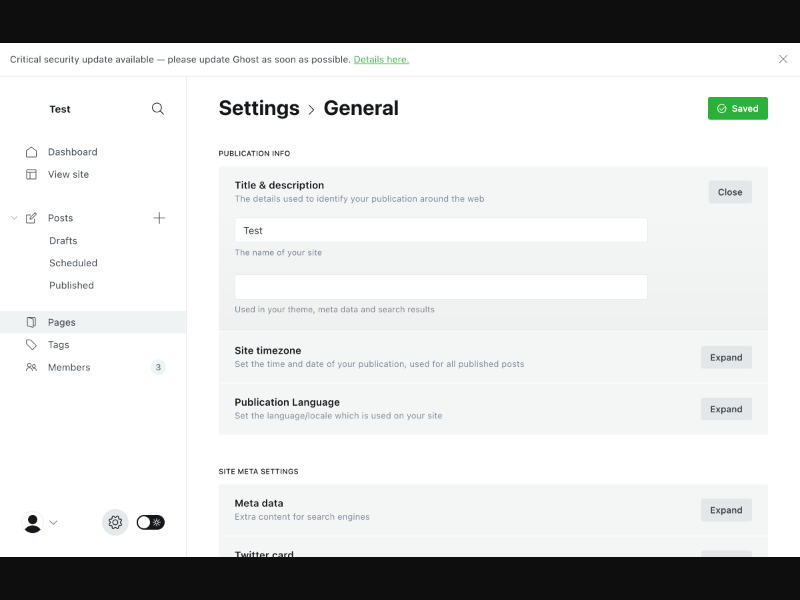 Critical security update available — please update Ghost as soon as possible. Details here.
Test
Settings › General
Saved
Dashboard
View site
Posts
Drafts
Scheduled
Published
Pages
Tags
Members
3
PUBLICATION INFO
Title & description
The details used to identify your publication around the web
Close
Test
The name of your site
Used in your theme, meta data and search results
Site timezone
Set the time and date of your publication, used for all published posts
Expand
Publication Language
Set the language/locale which is used on your site
Expand
SITE META SETTINGS
Meta data
Extra content for search engines
Expand
Twitter card